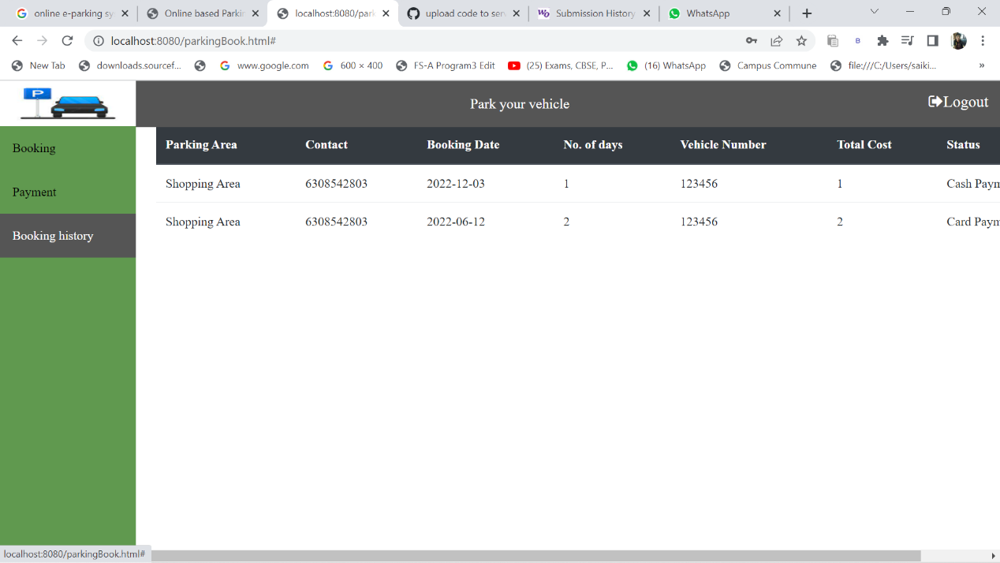 online e-parking sy
Online based Parkin
localhost:8080/park
upload code to serv
Submission History
WhatsApp
localhost:8080/parkingBook.html#
New Tab
downloads.sourcef...
www.google.com
600 × 400
FS-A Program3 Edit
(25) Exams, CBSE, P...
(16) WhatsApp
Campus Commune
file:///C:/Users/saiki...
»
P
Park your vehicle
Logout
Booking
Payment
Booking history
Parking Area Contact Booking Date No. of days Vehicle Number Total Cost Status
Shopping Area 6308542803 2022-12-03 1 123456 1 Cash Paym
Shopping Area 6308542803 2022-06-12 2 123456 2 Card Paym
localhost:8080/parkingBook.html#